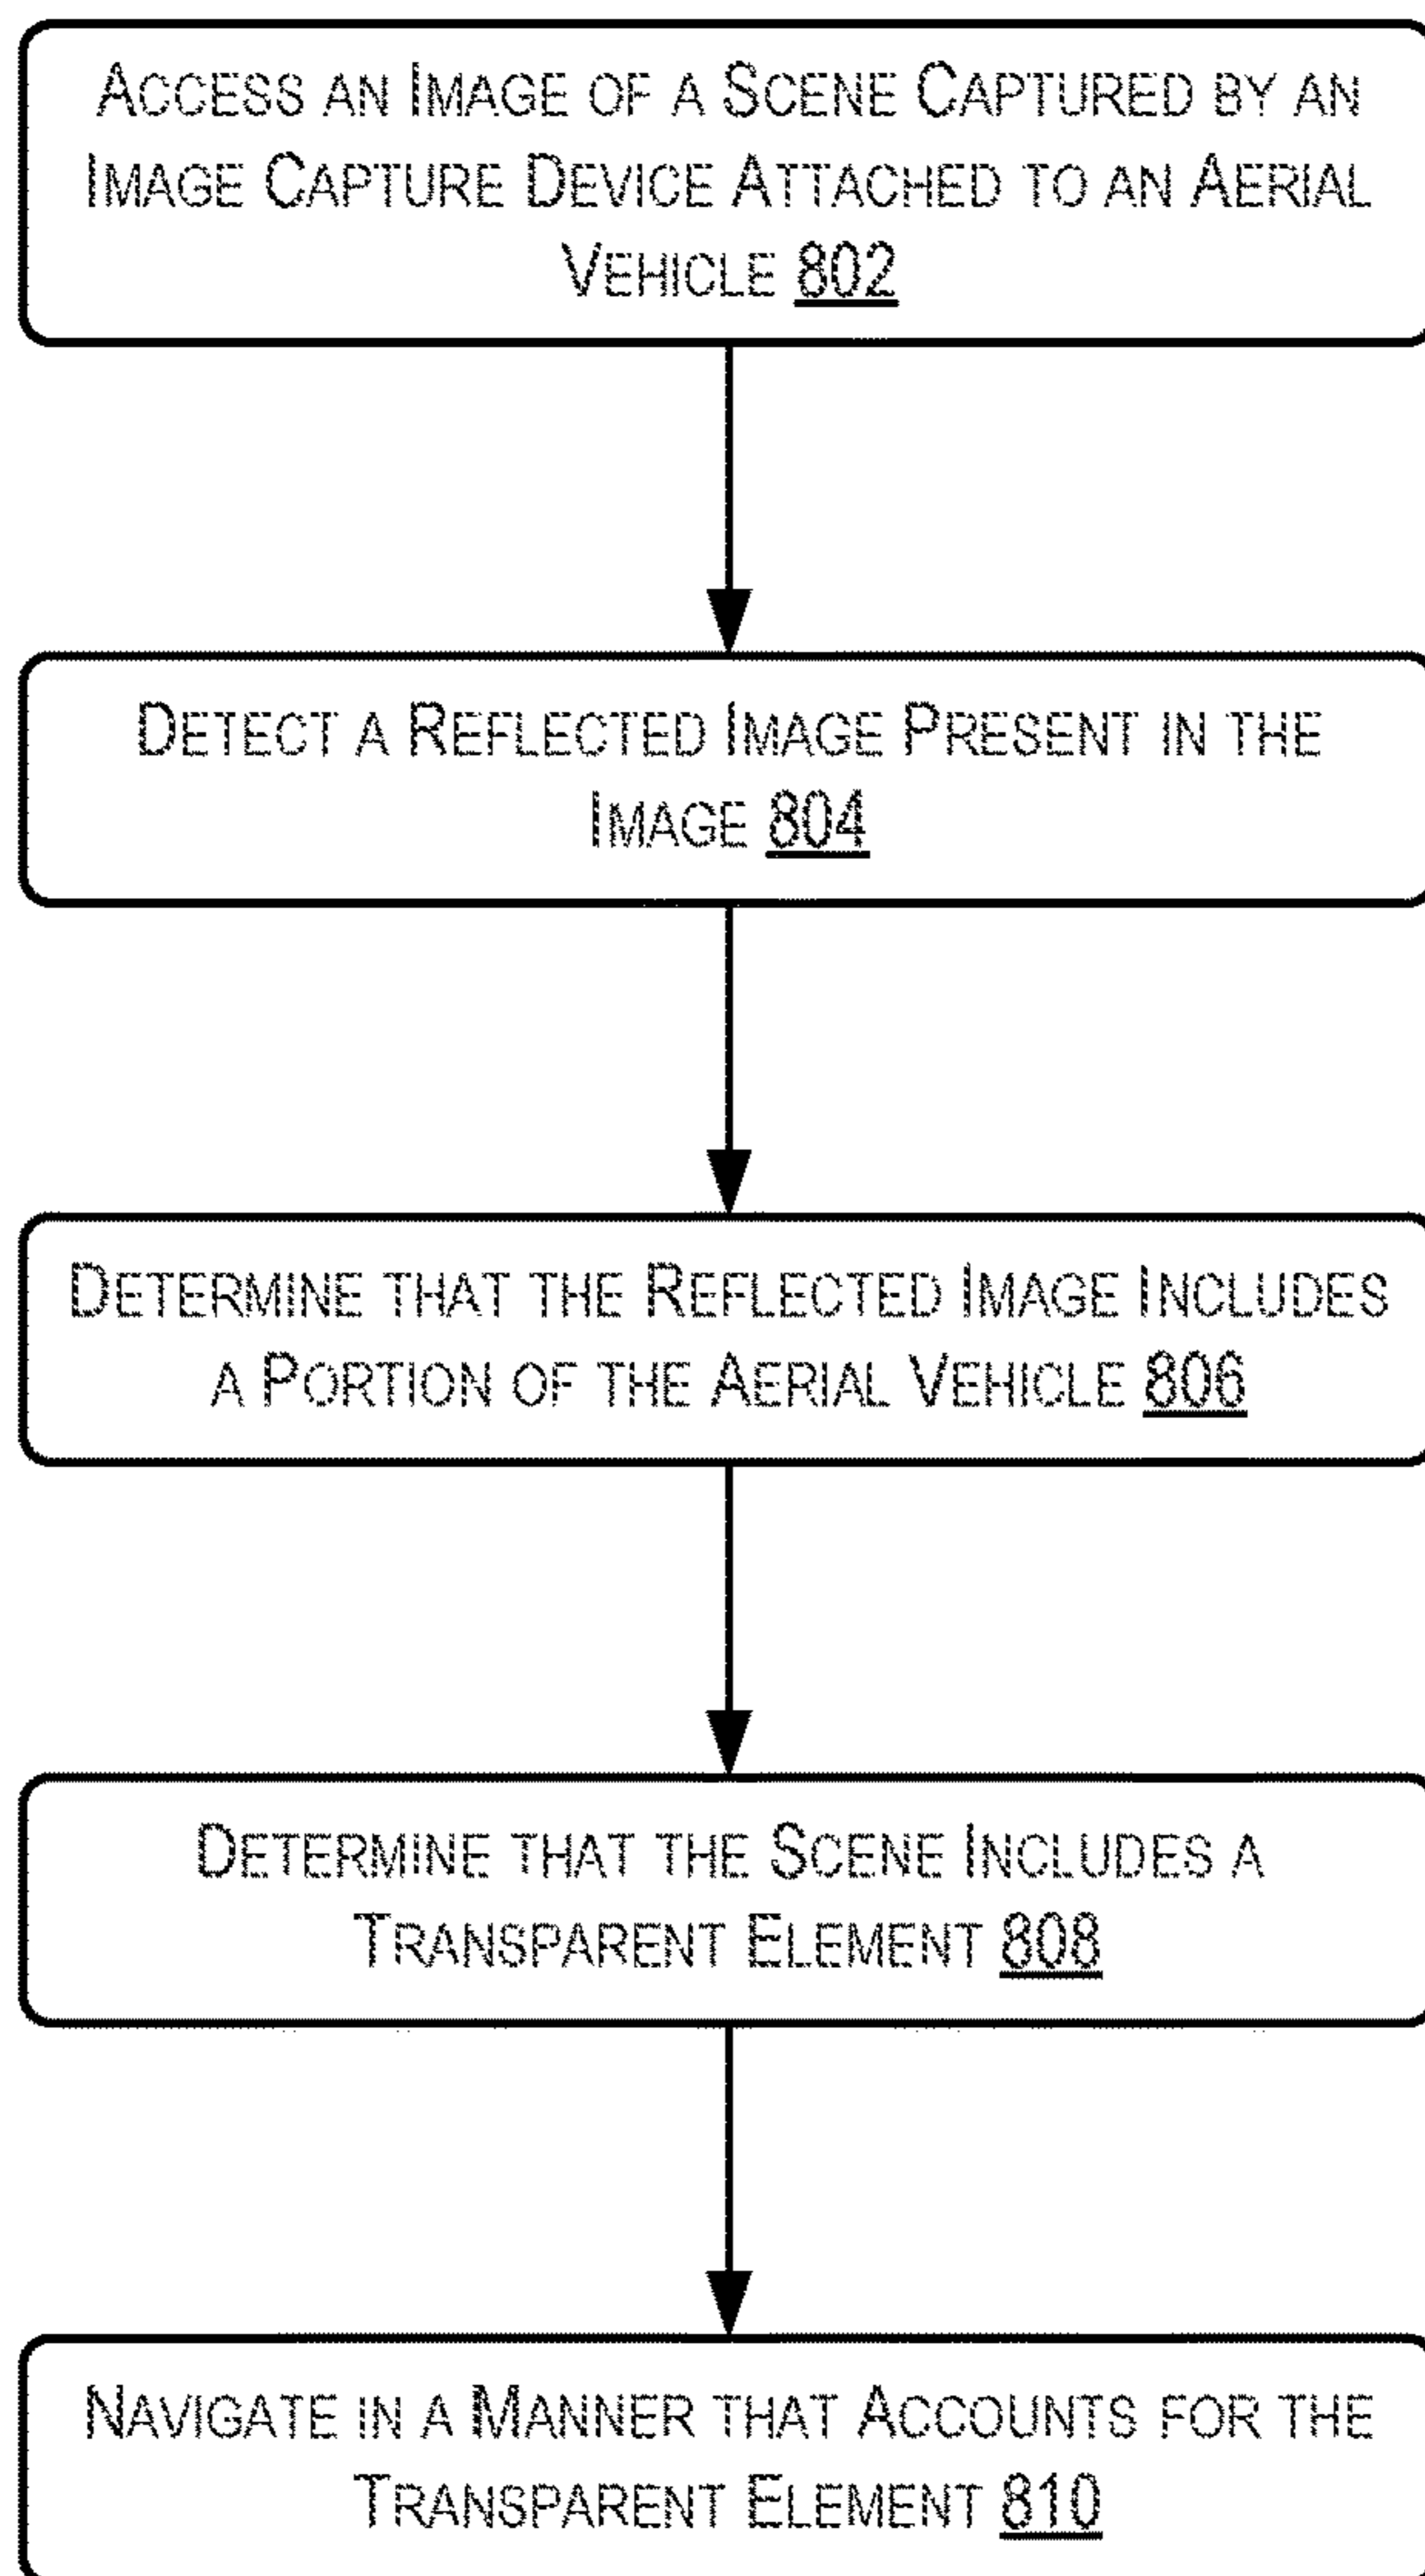 ACCESS AN IMAGE OF A SCENE CAPTURED BY AN
IMAGE CAPTURE DEVICE ATTACHED TO AN AERIAL
VEHICLE 802
DETECT A REFLECTED IMAGE PRESENT IN THE
IMAGE 804
DETERMINE THAT THE REFLECTED IMAGE INCLUDES
A PORTION OF THE AERIAL VEHICLE 806
DETERMINE THAT THE SCENE INCLUDES A
TRANSPARENT ELEMENT 808
NAVIGATE IN A MANNER THAT ACCOUNTS FOR THE
TRANSPARENT ELEMENT 810